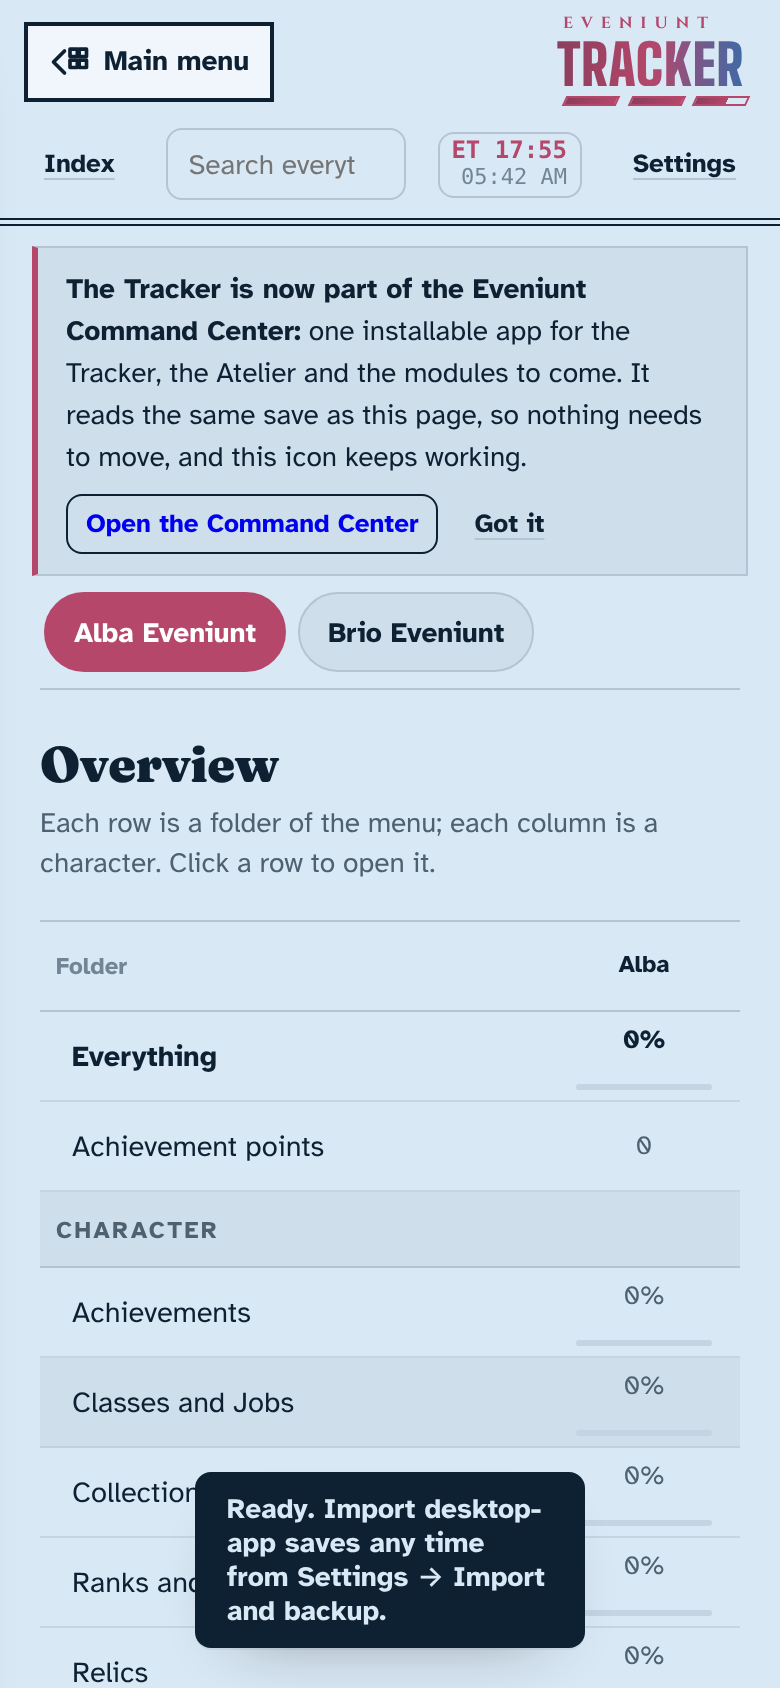 Main menu
EVENIUNT
TRACKER
Index
Search everyt
ET 17:55
05:42 AM
Settings
The Tracker is now part of the Eveniunt
Command Center: one installable app for the
Tracker, the Atelier and the modules to come. It
reads the same save as this page, so nothing needs
to move, and this icon keeps working.
Open the Command Center
Got it
Alba Eveniunt
Brio Eveniunt
Overview
Each row is a folder of the menu; each column is a
character. Click a row to open it.
Folder
Alba
Everything
0%
Achievement points
0
CHARACTER
Achievements
0%
Classes and Jobs
0%
Collection
0%
Ranks and
0%
Relics
0%
Ready. Import desktop-
app saves any time
from Settings → Import
and backup.